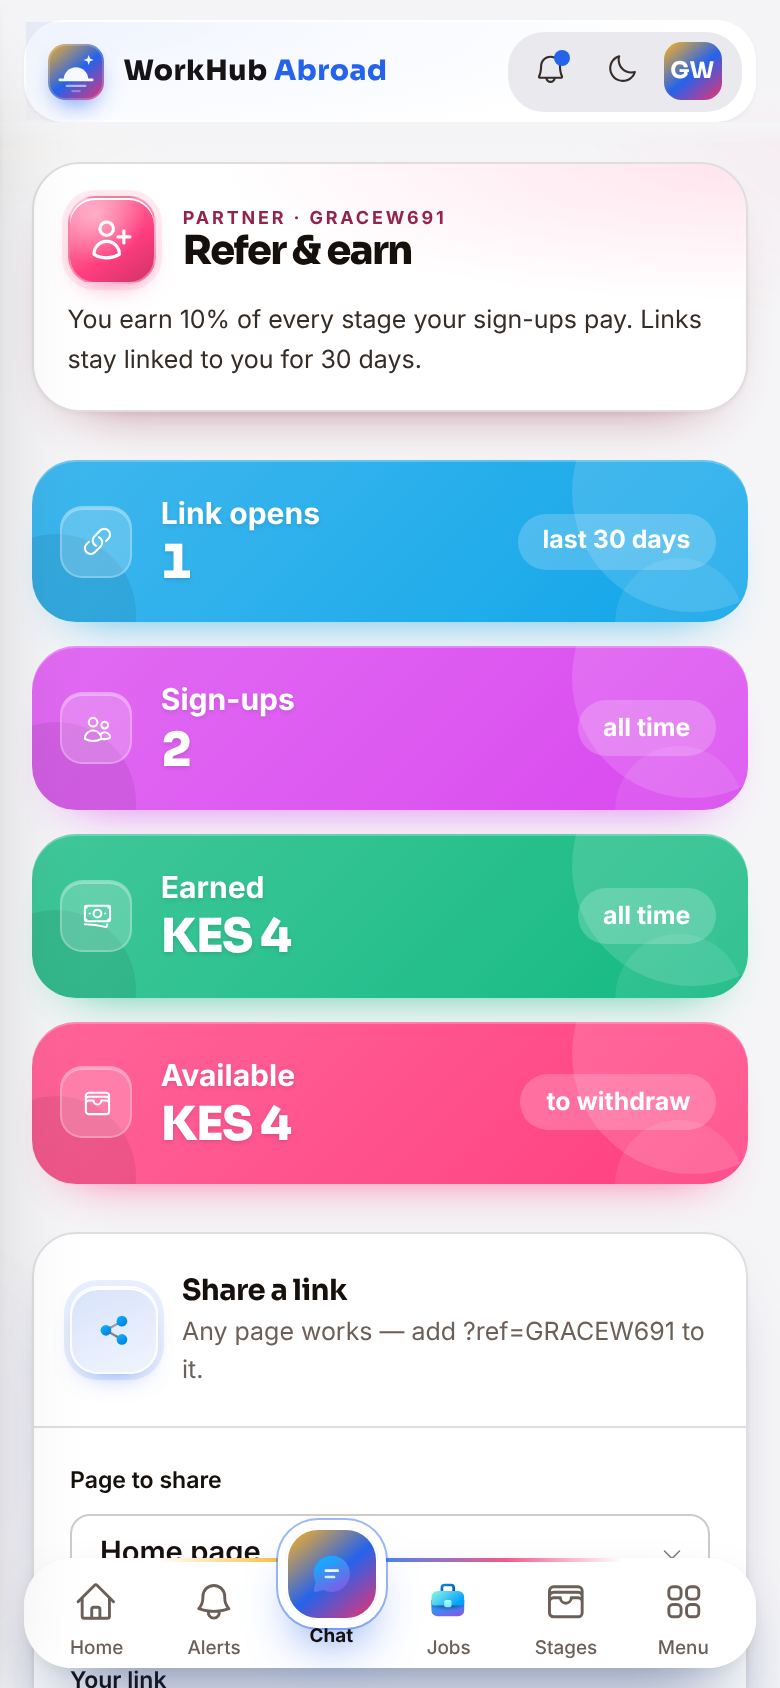 WorkHub Abroad
GW
PARTNER · GRACEW691
Refer & earn
You earn 10% of every stage your sign-ups pay. Links
stay linked to you for 30 days.
Link opens
1
last 30 days
Sign-ups
2
all time
Earned
KES 4
all time
Available
KES 4
to withdraw
Share a link
Any page works — add ?ref=GRACEW691 to
it.
Page to share
Home page
Home
Alerts
Chat
Jobs
Stages
Menu
Your link